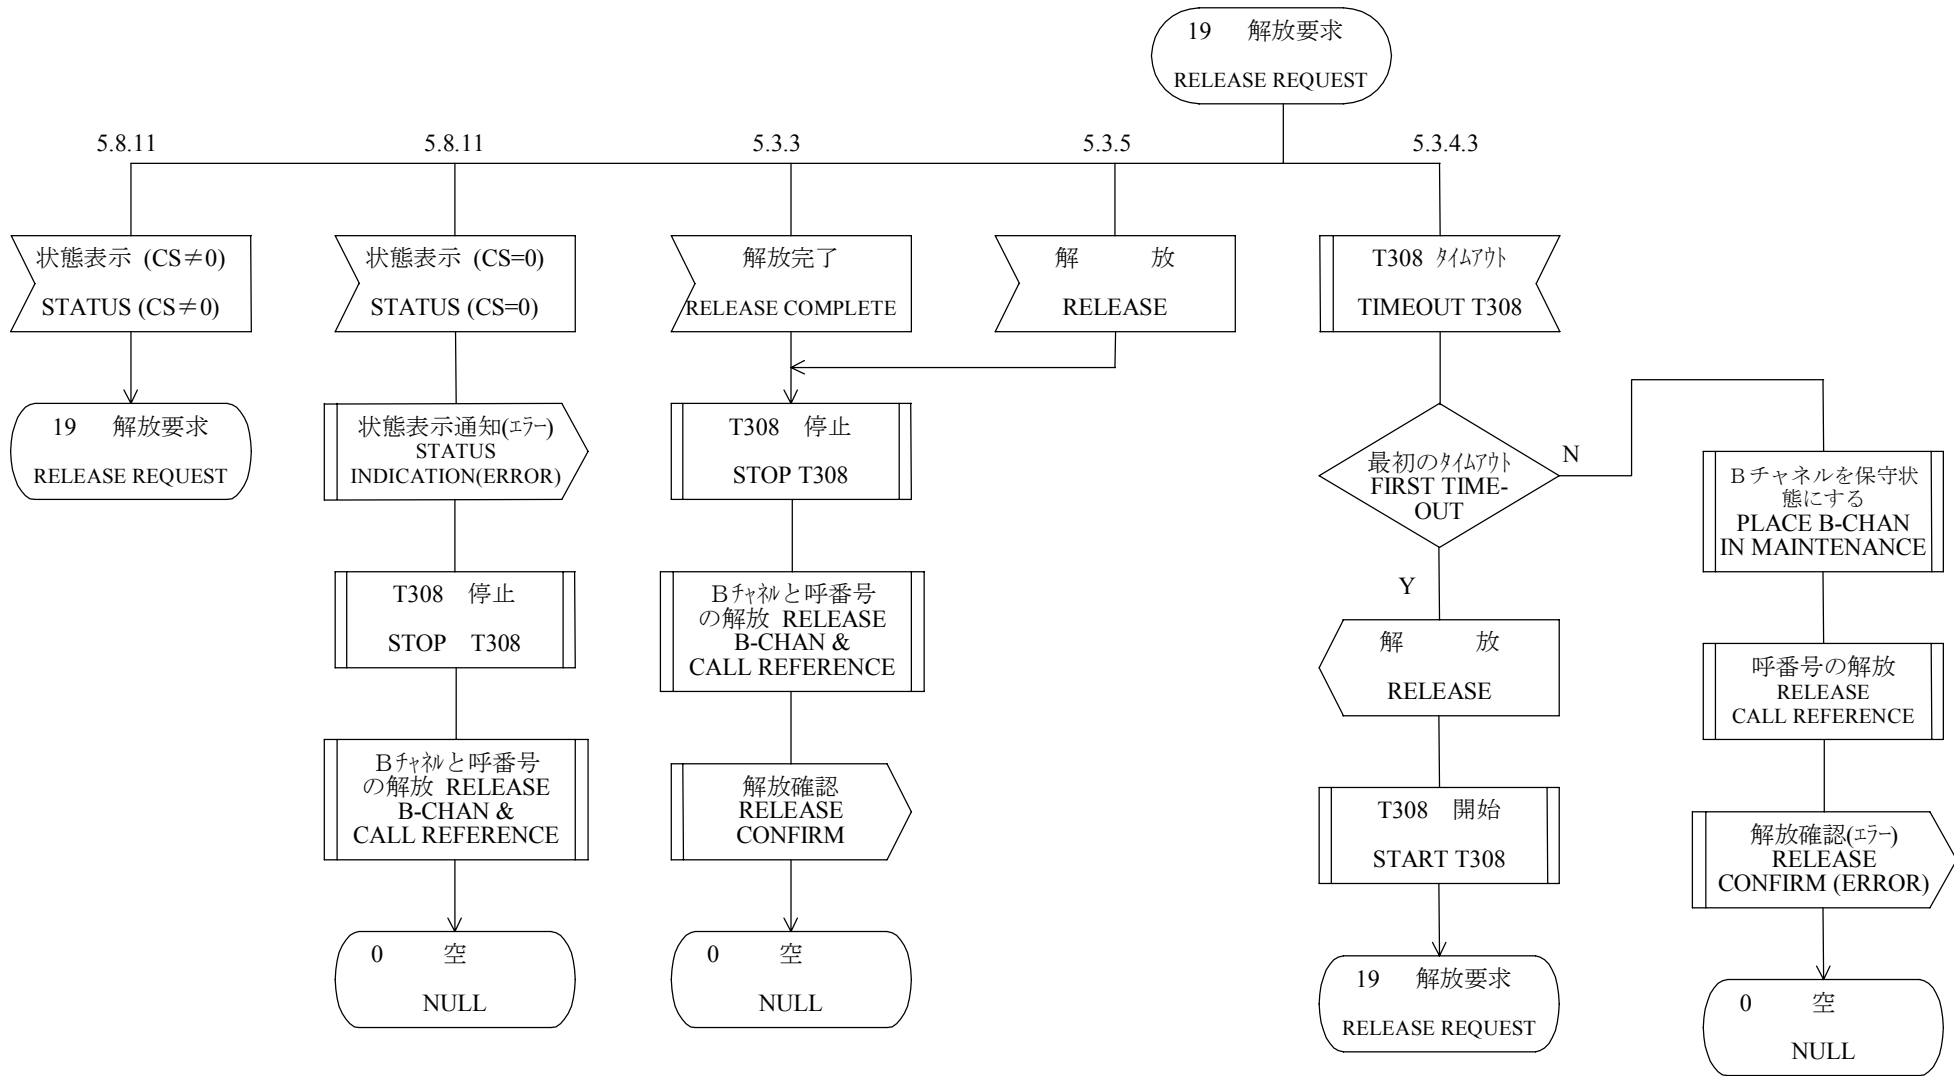 19 解放要求
RELEASE REQUEST
5.8.11
5.8.11
5.3.3
5.3.5
5.3.4.3
状態表示 (CS≠0)
STATUS (CS≠0)
状態表示 (CS=0)
STATUS (CS=0)
解放完了
RELEASE COMPLETE
解 放
RELEASE
T308 ﾀｲﾑｱｳﾄ
TIMEOUT T308
19 解放要求
RELEASE REQUEST
状態表示通知(ｴﾗｰ)
STATUS
INDICATION(ERROR)
T308 停止
STOP T308
Bﾁｬﾈﾙと呼番号
の解放 RELEASE
B-CHAN &
CALL REFERENCE
0 空
NULL
T308 停止
STOP T308
Bﾁｬﾈﾙと呼番号
の解放 RELEASE
B-CHAN &
CALL REFERENCE
解放確認
RELEASE
CONFIRM
0 空
NULL
最初のﾀｲﾑｱｳﾄ
FIRST TIME-
OUT
N
Y
解 放
RELEASE
T308 開始
START T308
19 解放要求
RELEASE REQUEST
Bチャネルを保守状
態にする
PLACE B-CHAN
IN MAINTENANCE
呼番号の解放
RELEASE
CALL REFERENCE
解放確認(ｴﾗｰ)
RELEASE
CONFIRM (ERROR)
0 空
NULL